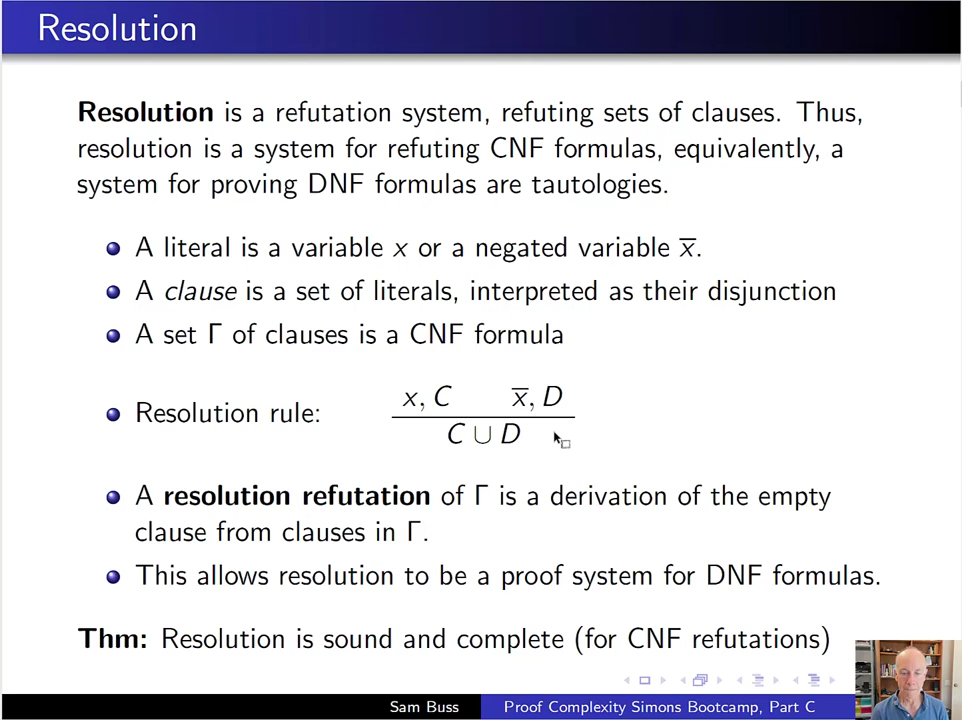 Resolution
Resolution is a refutation system, refuting sets of clauses. Thus,
resolution is a system for refuting CNF formulas, equivalently, a
system for proving DNF formulas are tautologies.
A literal is a variable x or a negated variable x̅.
A clause is a set of literals, interpreted as their disjunction
A set Γ of clauses is a CNF formula
x, C x̅, D
Resolution rule:
C ∪ D
A resolution refutation of Γ is a derivation of the empty
clause from clauses in Γ.
This allows resolution to be a proof system for DNF formulas.
Thm: Resolution is sound and complete (for CNF refutations)
Sam Buss Proof Complexity Simons Bootcamp, Part C